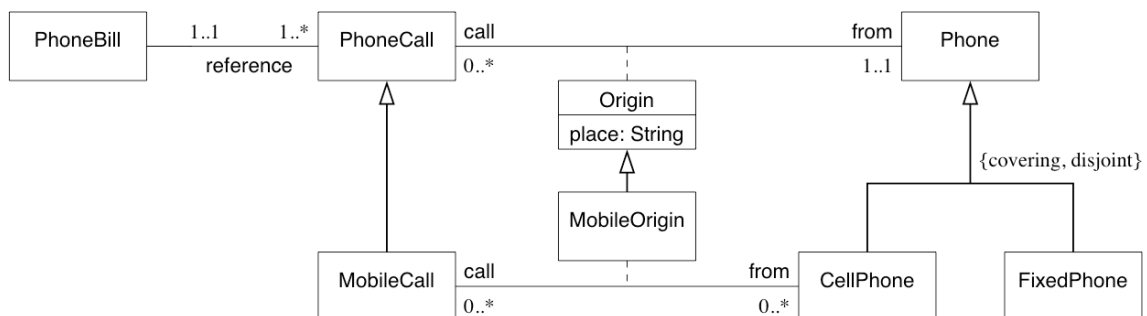 PhoneBill 1..1 1..* PhoneCall call from Phone
reference 0..* 1..1
Origin
place: String
{covering, disjoint}
MobileOrigin
MobileCall call from CellPhone FixedPhone
0..* 0..*